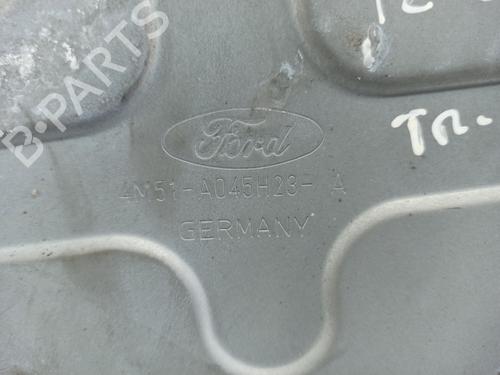 B-PARTS
TR.
Ford
4M51-A045H23- A
GERMANY